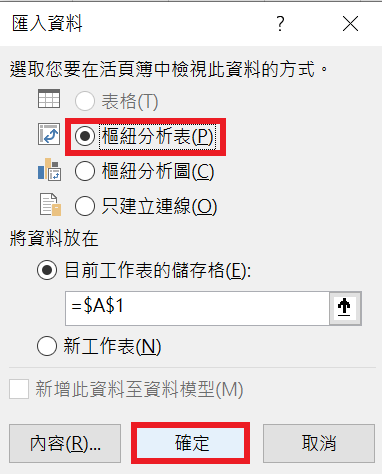 匯入資料
?
選取您要在活頁簿中檢視此資料的方式。
表格(T)
樞紐分析表(P)
樞紐分析圖(C)
只建立連線(O)
將資料放在
目前工作表的儲存格(E):
=$A$1
新工作表(N)
新增此資料至資料模型(M)
內容(R)...
確定
取消